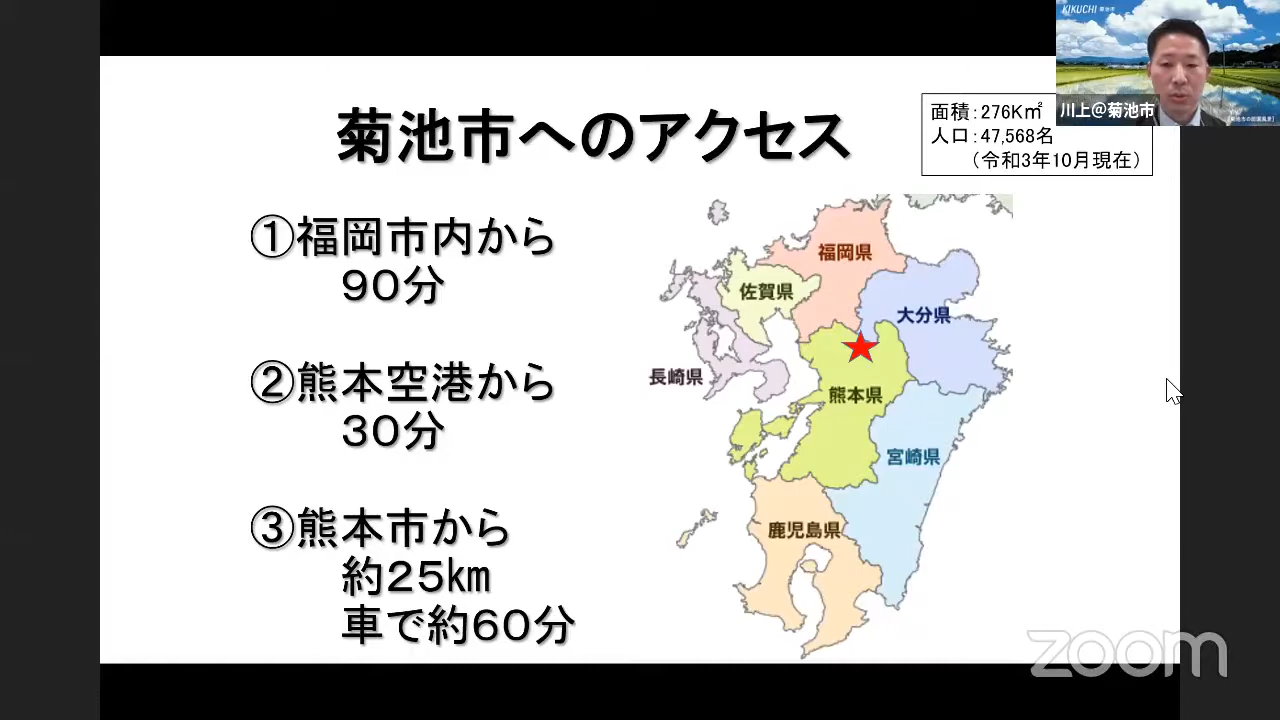 KIKUCHI 菊池市
川上@菊池市
菊池市へのアクセス
面積：276K㎡
人口：47,568名
（令和3年10月現在）
①福岡市内から
９０分
②熊本空港から
３０分
③熊本市から
約２５㎞
車で約６０分
福岡県
佐賀県
大分県
長崎県
熊本県
宮崎県
鹿児島県
zoom